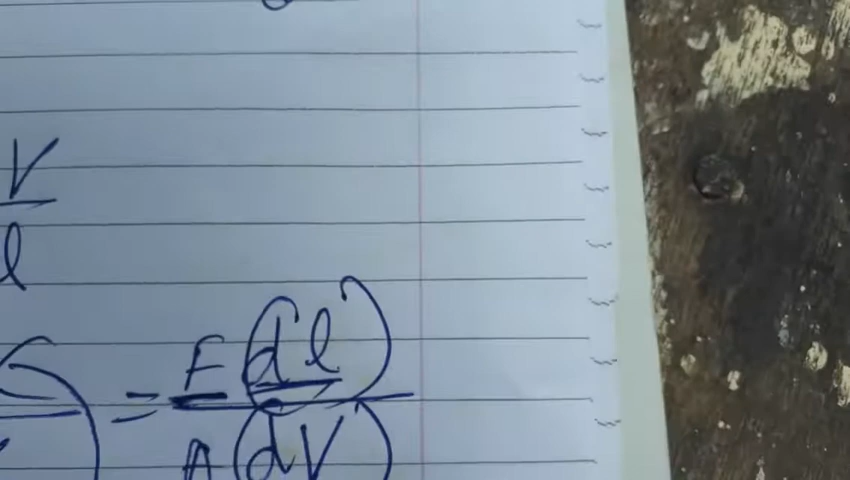 V
l
= F(dl)
A(dV)